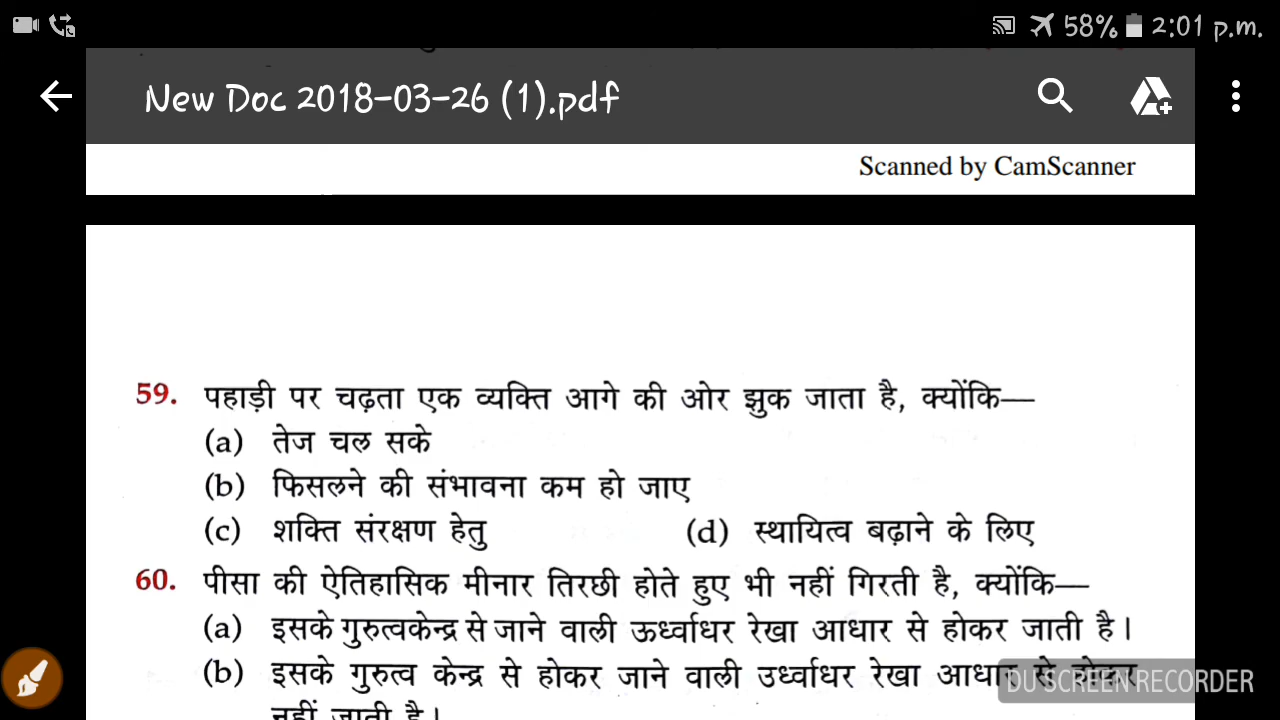 58% 2:01 p.m.
New Doc 2018-03-26 (1).pdf
Scanned by CamScanner
59. पहाड़ी पर चढ़ता एक व्यक्ति आगे की ओर झुक जाता है, क्योंकि—
(a) तेज चल सके
(b) फिसलने की संभावना कम हो जाए
(c) शक्ति संरक्षण हेतु (d) स्थायित्व बढ़ाने के लिए
60. पीसा की ऐतिहासिक मीनार तिरछी होते हुए भी नहीं गिरती है, क्योंकि—
(a) इसके गुरुत्वकेन्द्र से जाने वाली ऊर्ध्वाधर रेखा आधार से होकर जाती है।
(b) इसके गुरुत्व केन्द्र से होकर जाने वाली उर्ध्वाधर रेखा आधार से होकर
नहीं जाती है।
DU SCREEN RECORDER